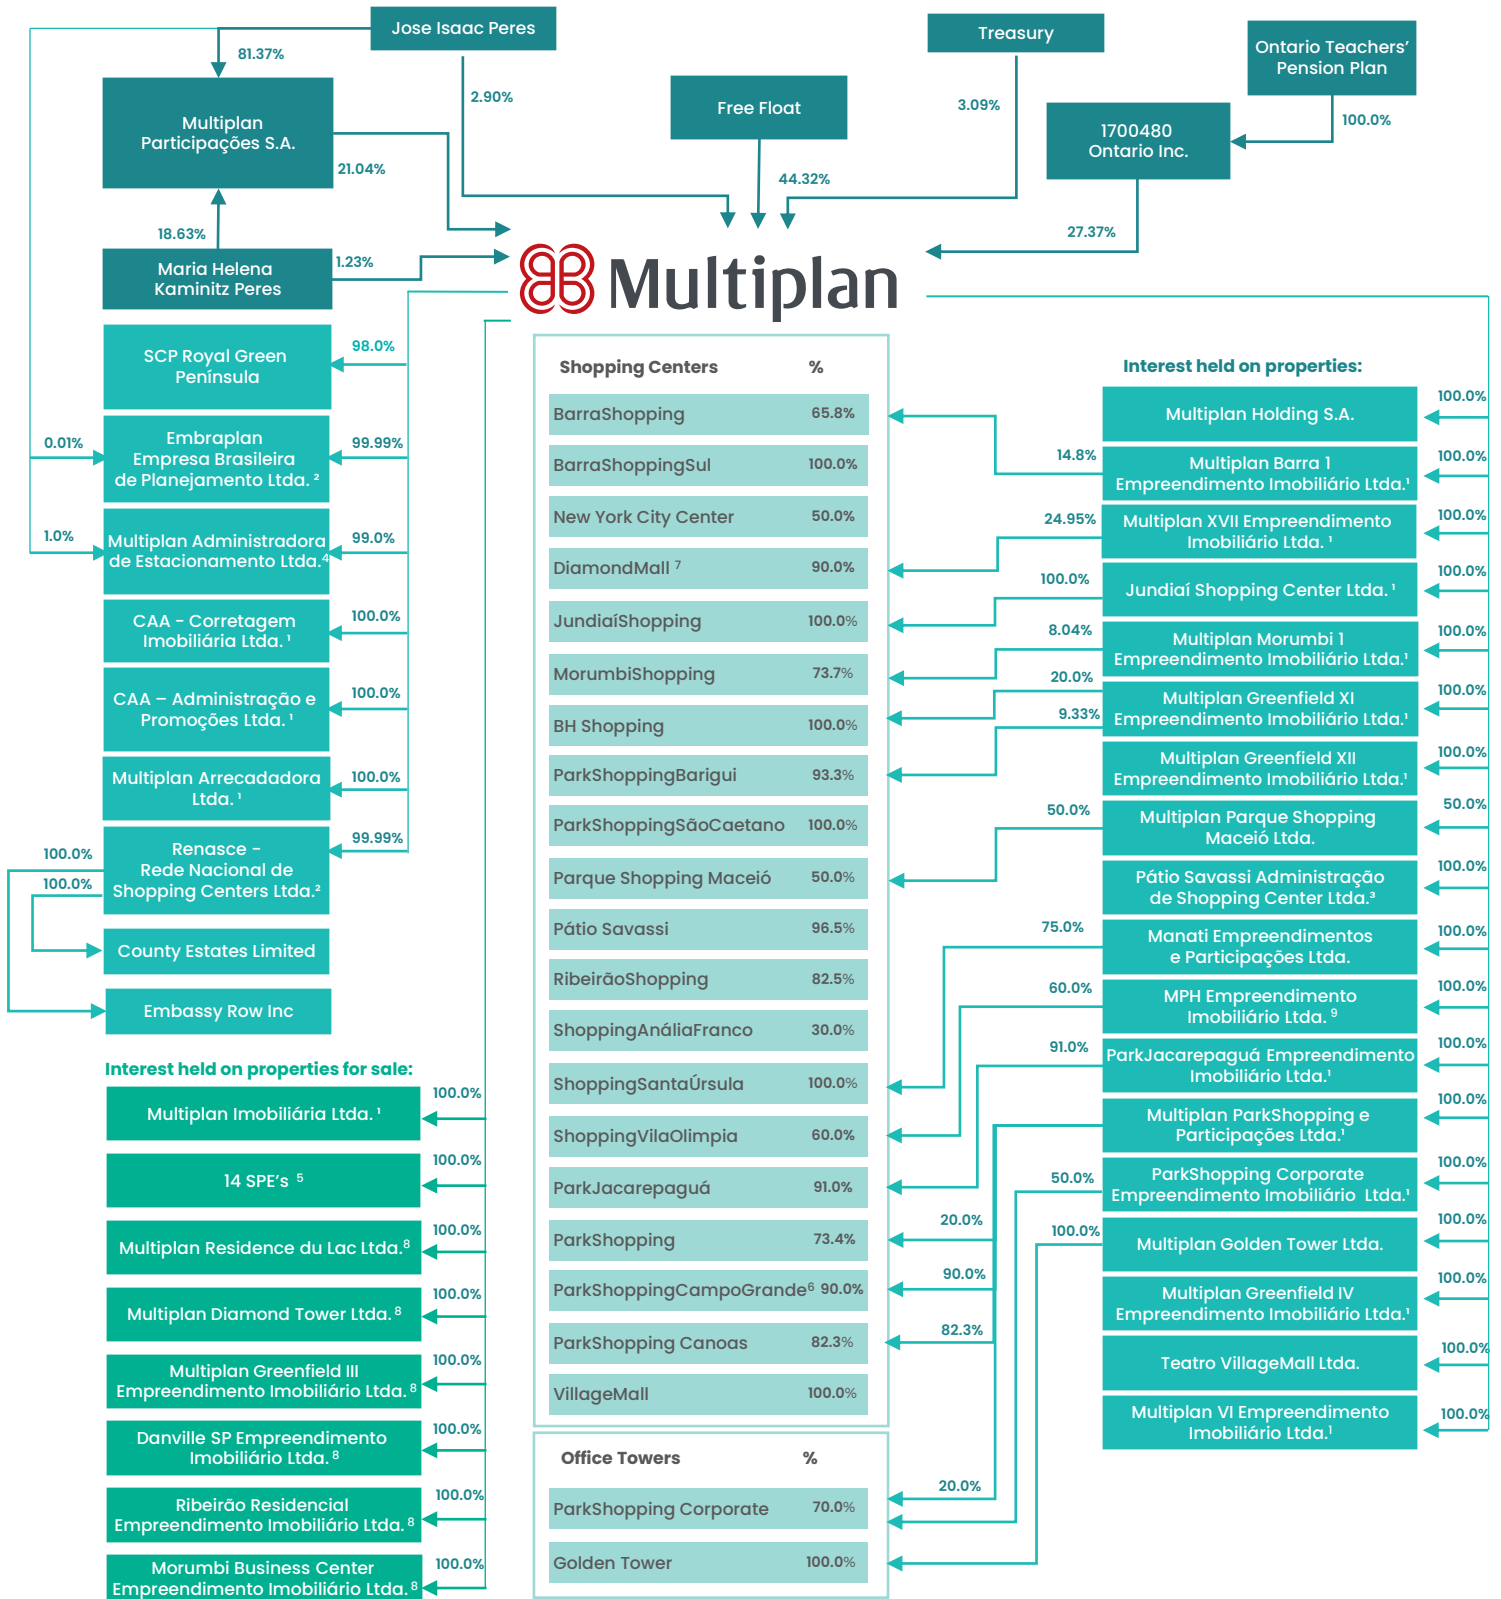 Jose Isaac Peres
81.37%
2.90%
Treasury
3.09%
Ontario Teachers’
Pension Plan
100.0%
Free Float
44.32%
1700480
Ontario Inc.
27.37%
Multiplan
Participações S.A.
21.04%
18.63%
Maria Helena
Kaminitz Peres
1.23%
Multiplan
SCP Royal Green
Península
98.0%
0.01%
Embraplan
Empresa Brasileira
de Planejamento Ltda. ²
99.99%
1.0%
Multiplan Administradora
de Estacionamento Ltda.⁴
99.0%
CAA - Corretagem
Imobiliária Ltda. ¹
100.0%
CAA – Administração e
Promoções Ltda. ¹
100.0%
Multiplan Arrecadadora
Ltda. ¹
100.0%
Renasce -
Rede Nacional de
Shopping Centers Ltda.²
99.99%
100.0%
100.0%
County Estates Limited
Embassy Row Inc
Interest held on properties for sale:
Multiplan Imobiliária Ltda. ¹
100.0%
14 SPE’s ⁵
100.0%
Multiplan Residence du Lac Ltda.⁸
100.0%
Multiplan Diamond Tower Ltda. ⁸
100.0%
Multiplan Greenfield III
Empreendimento Imobiliário Ltda. ⁸
100.0%
Danville SP Empreendimento
Imobiliário Ltda. ⁸
100.0%
Ribeirão Residencial
Empreendimento Imobiliário Ltda. ⁸
100.0%
Morumbi Business Center
Empreendimento Imobiliário Ltda. ⁸
100.0%
Shopping Centers %
BarraShopping 65.8%
BarraShoppingSul 100.0%
New York City Center 50.0%
DiamondMall ⁷ 90.0%
JundiaíShopping 100.0%
MorumbiShopping 73.7%
BH Shopping 100.0%
ParkShoppingBarigui 93.3%
ParkShoppingSãoCaetano 100.0%
Parque Shopping Maceió 50.0%
Pátio Savassi 96.5%
RibeirãoShopping 82.5%
ShoppingAnáliaFranco 30.0%
ShoppingSantaÚrsula 100.0%
ShoppingVilaOlimpia 60.0%
ParkJacarepaguá 91.0%
ParkShopping 73.4%
ParkShoppingCampoGrande⁶ 90.0%
ParkShopping Canoas 82.3%
VillageMall 100.0%
Office Towers %
ParkShopping Corporate 70.0%
Golden Tower 100.0%
Interest held on properties:
Multiplan Holding S.A.
100.0%
14.8%
Multiplan Barra 1
Empreendimento Imobiliário Ltda.¹
100.0%
24.95%
Multiplan XVII Empreendimento
Imobiliário Ltda. ¹
100.0%
100.0%
Jundiaí Shopping Center Ltda. ¹
100.0%
8.04%
Multiplan Morumbi 1
Empreendimento Imobiliário Ltda.¹
100.0%
20.0%
9.33%
Multiplan Greenfield XI
Empreendimento Imobiliário Ltda.¹
100.0%
Multiplan Greenfield XII
Empreendimento Imobiliário Ltda.¹
100.0%
50.0%
Multiplan Parque Shopping
Maceió Ltda.
50.0%
Pátio Savassi Administração
de Shopping Center Ltda.³
100.0%
75.0%
Manati Empreendimentos
e Participações Ltda.
100.0%
60.0%
MPH Empreendimento
Imobiliário Ltda. ⁹
100.0%
91.0%
ParkJacarepaguá Empreendimento
Imobiliário Ltda.¹
100.0%
Multiplan ParkShopping e
Participações Ltda.¹
100.0%
20.0%
90.0%
82.3%
20.0%
50.0%
ParkShopping Corporate
Empreendimento Imobiliário Ltda.¹
100.0%
100.0%
Multiplan Golden Tower Ltda.
100.0%
Multiplan Greenfield IV
Empreendimento Imobiliário Ltda.¹
100.0%
Teatro VillageMall Ltda.
100.0%
Multiplan VI Empreendimento
Imobiliário Ltda.¹
100.0%